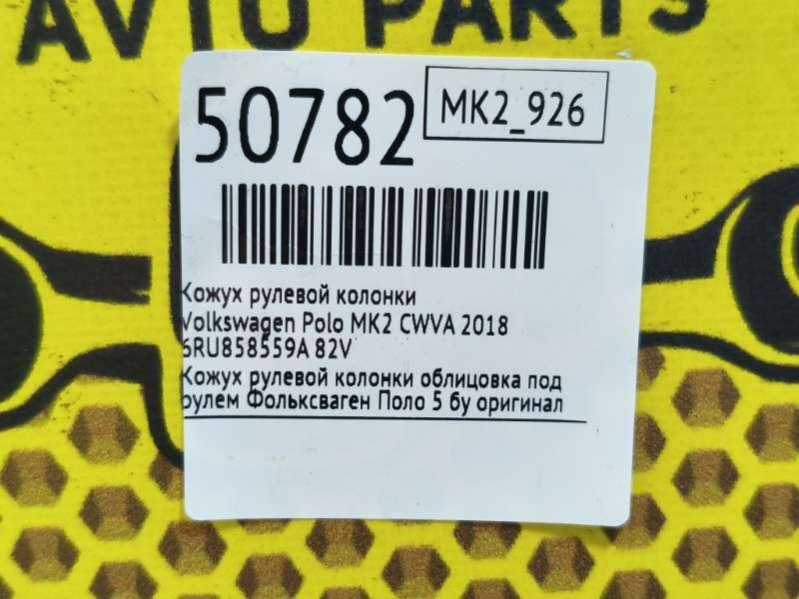 AVTO PARTS
50782
MK2_926
Кожух рулевой колонки
Volkswagen Polo MK2 CWVA 2018
6RU858559A 82V
Кожух рулевой колонки облицовка под
рулем Фольксваген Поло 5 бу оригинал